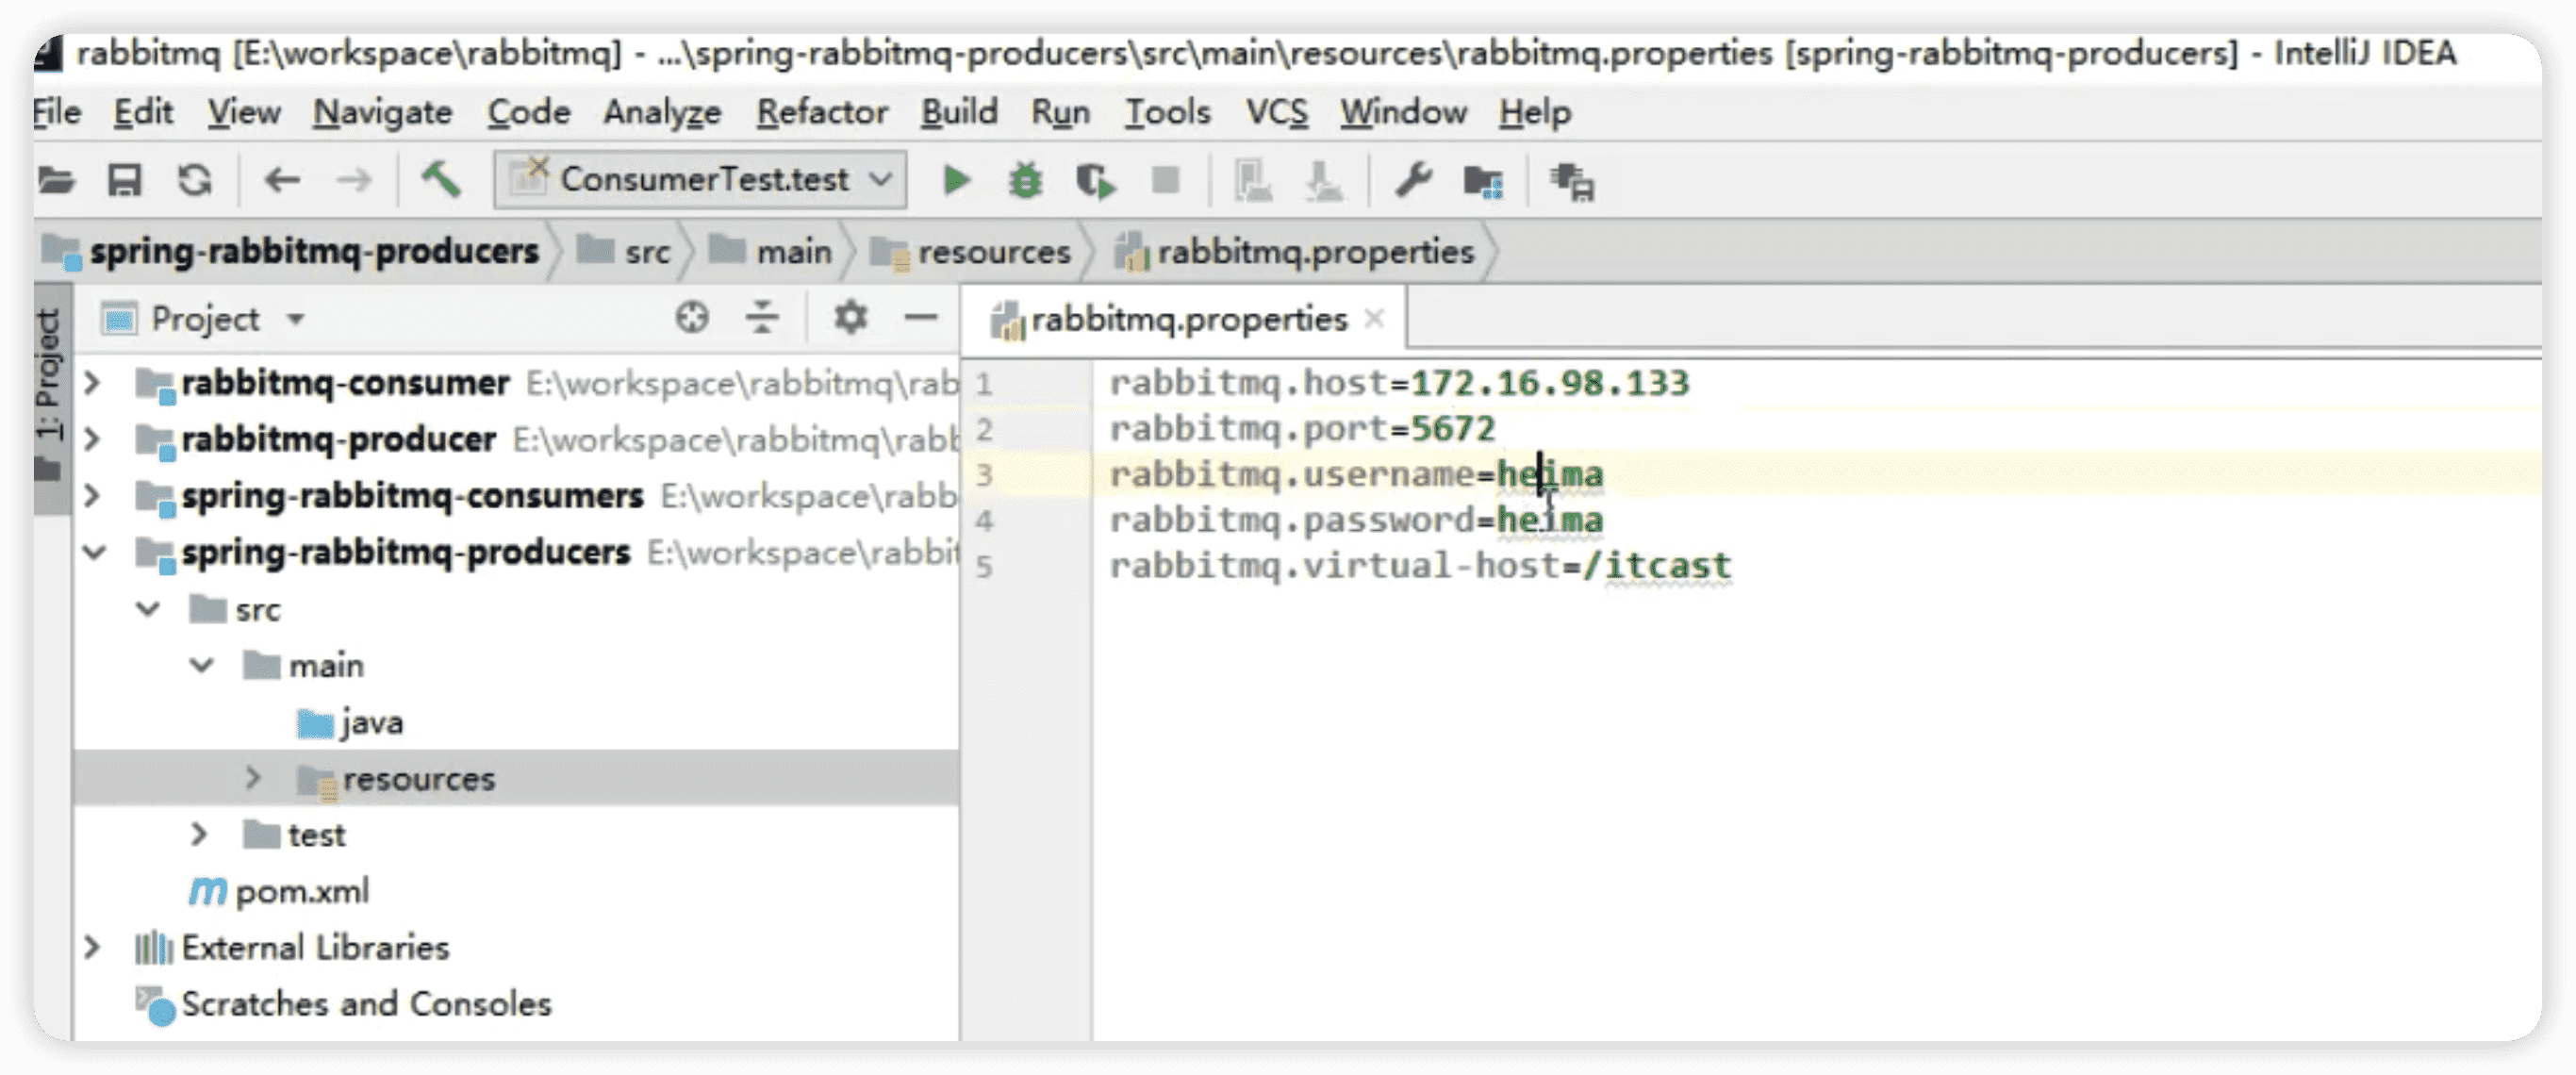 rabbitmq [E:\workspace\rabbitmq] - ...\spring-rabbitmq-producers\src\main\resources\rabbitmq.properties [spring-rabbitmq-producers] - IntelliJ IDEA
File Edit View Navigate Code Analyze Refactor Build Run Tools VCS Window Help
ConsumerTest.test
spring-rabbitmq-producers src main resources rabbitmq.properties
1: Project
Project
rabbitmq-consumer E:\workspace\rabbitmq\rab
rabbitmq-producer E:\workspace\rabbitmq\rabb
spring-rabbitmq-consumers E:\workspace\rabb
spring-rabbitmq-producers E:\workspace\rabbit
src
main
java
resources
test
pom.xml
External Libraries
Scratches and Consoles
rabbitmq.properties
1 rabbitmq.host=172.16.98.133
2 rabbitmq.port=5672
3 rabbitmq.username=heima
4 rabbitmq.password=heima
5 rabbitmq.virtual-host=/itcast